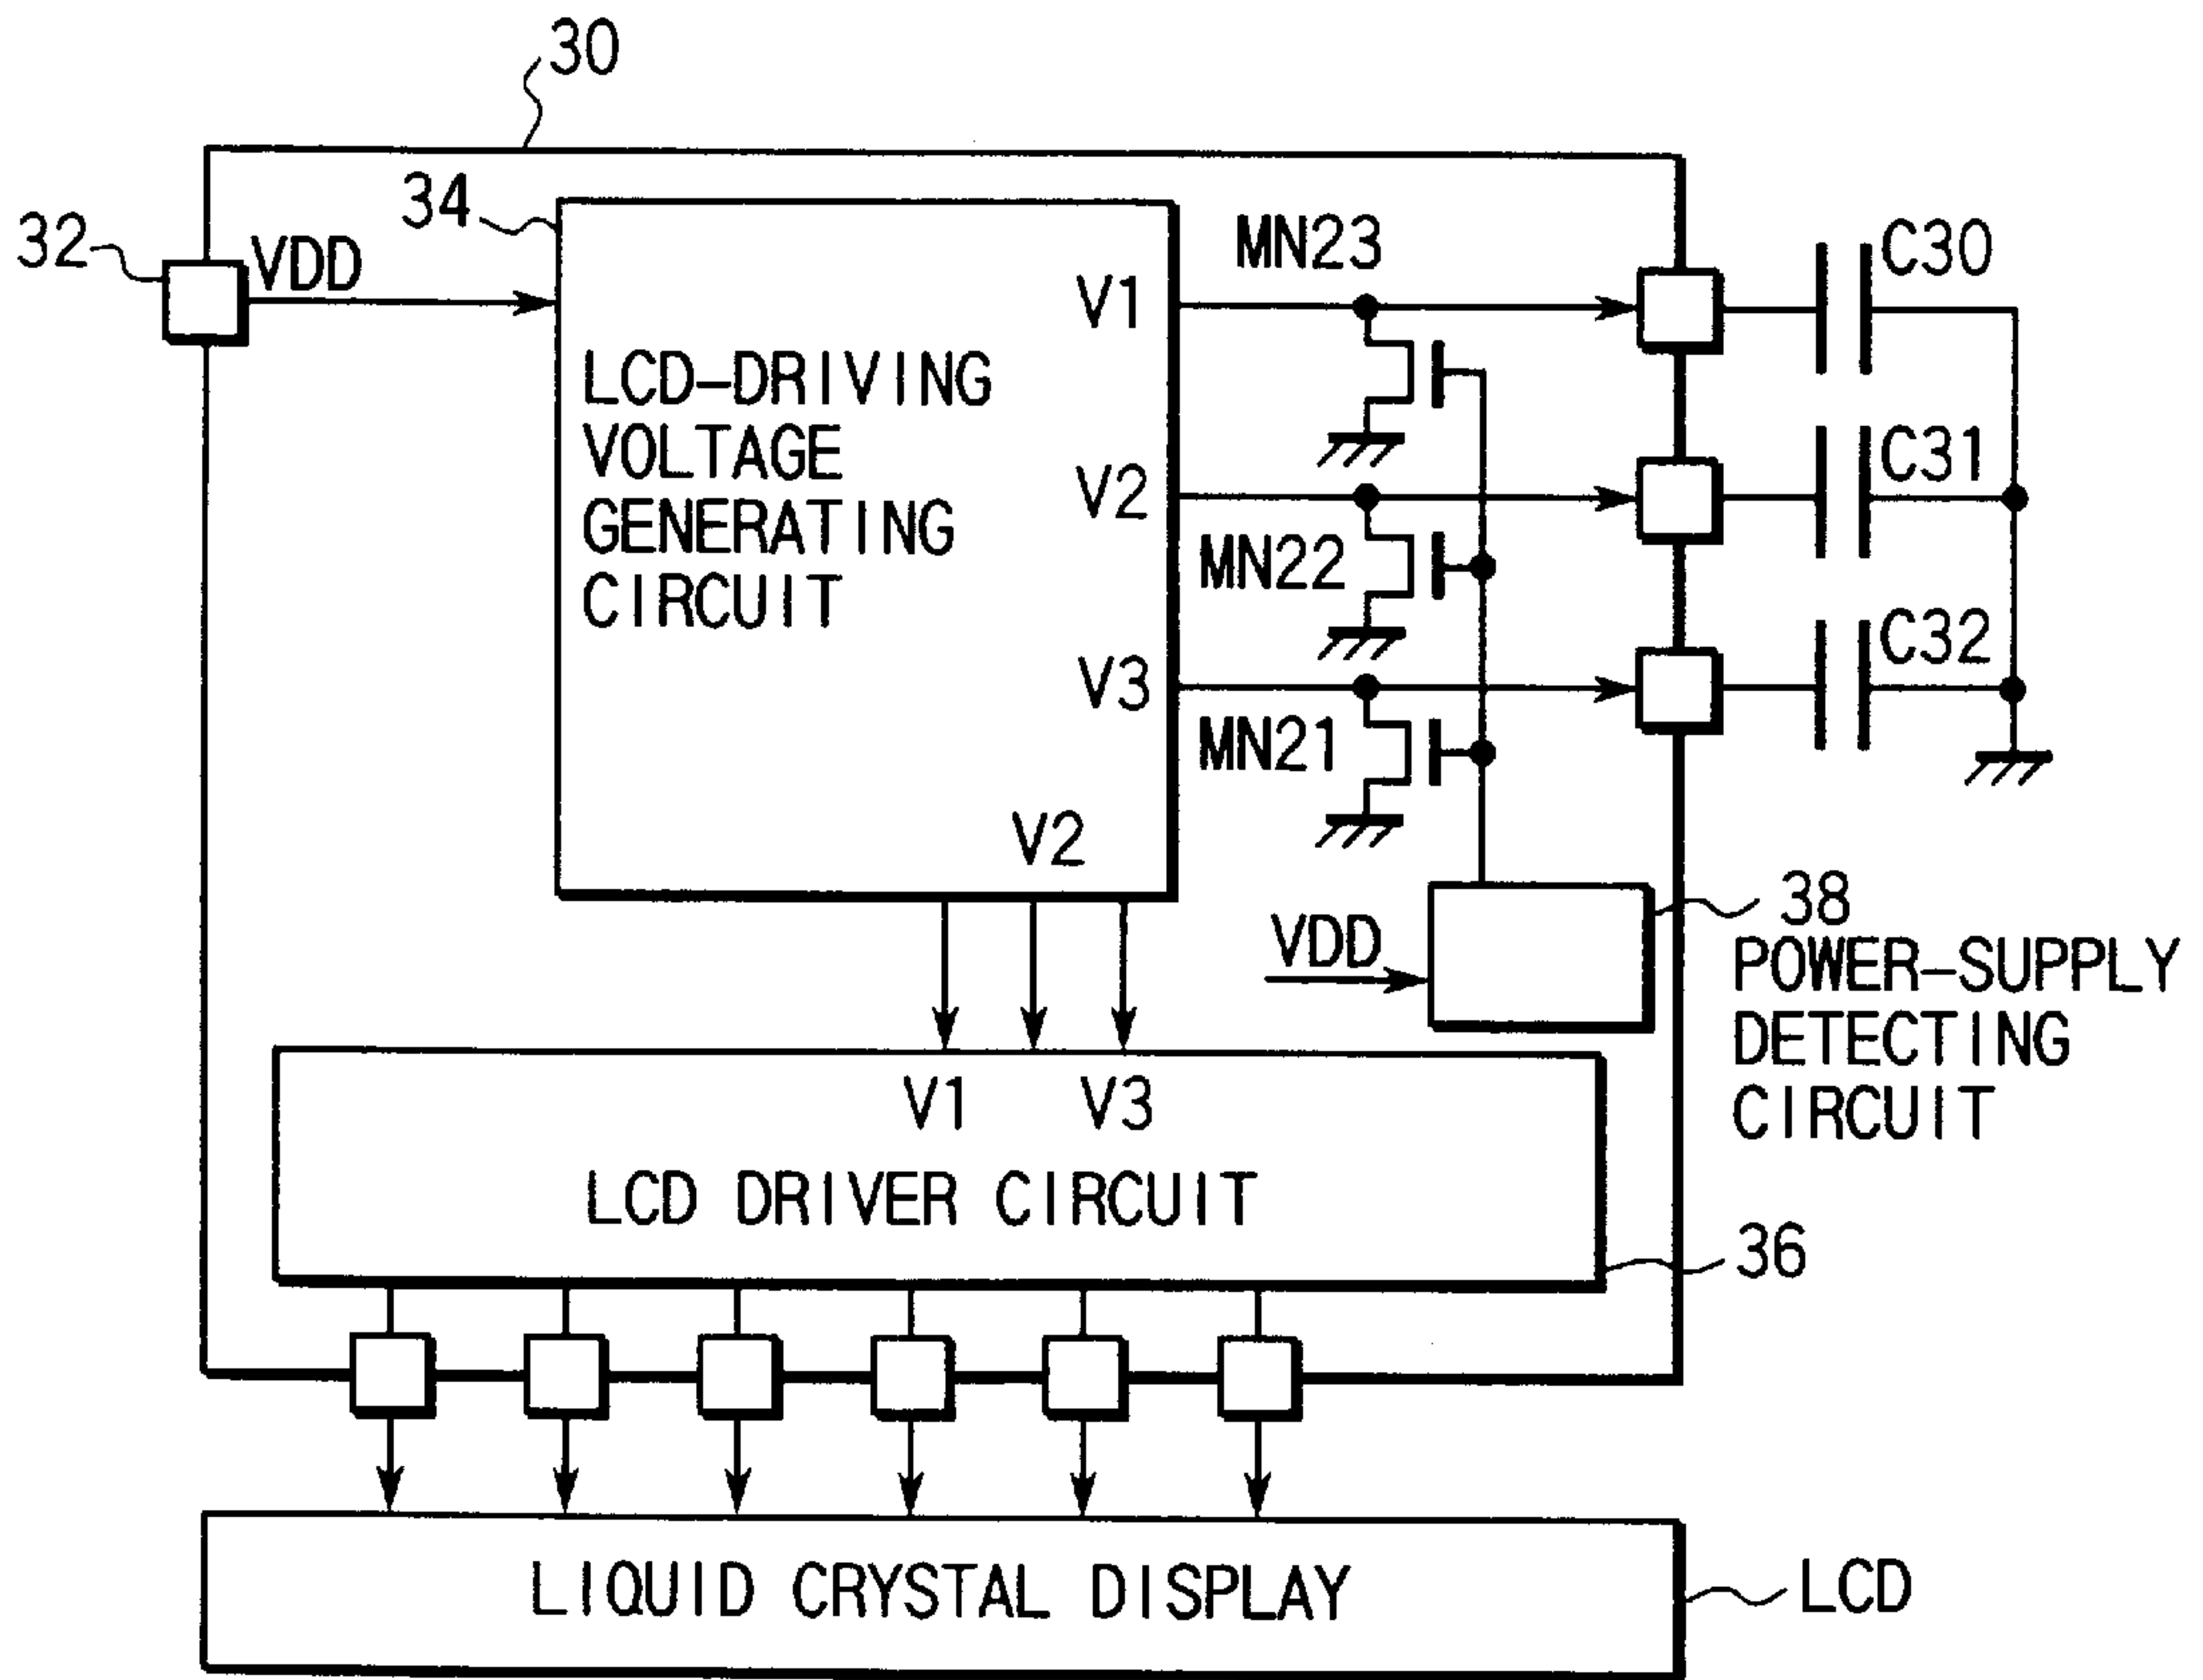 30
34
32
VDD
MN23
C30
V1
LCD-DRIVING
VOLTAGE
GENERATING
CIRCUIT
V2
MN22
C31
V3
MN21
C32
V2
38
POWER-SUPPLY
DETECTING
CIRCUIT
VDD
V1
V3
LCD DRIVER CIRCUIT
36
LIQUID CRYSTAL DISPLAY
LCD